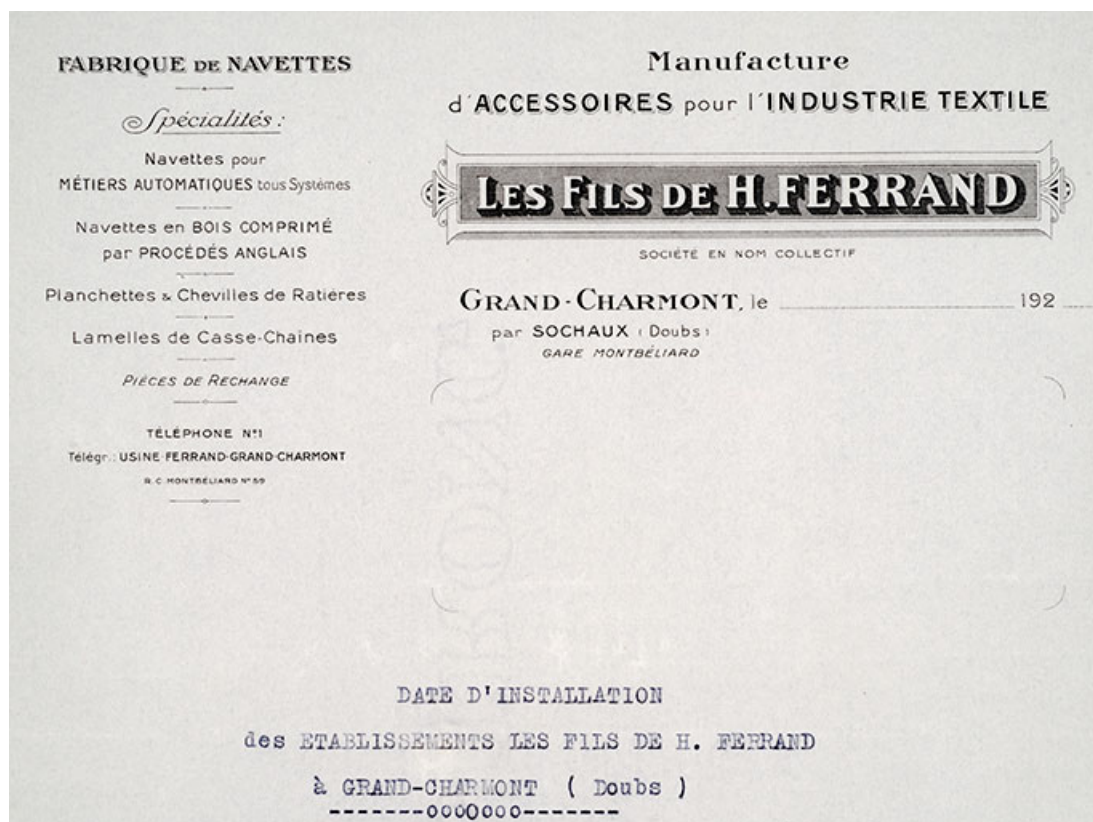 FABRIQUE DE NAVETTES
Spécialités :
Navettes pour
MÉTIERS AUTOMATIQUES tous Systèmes
Navettes en BOIS COMPRIMÉ
par PROCÉDÉS ANGLAIS
Planchettes & Chevilles de Ratières
Lamelles de Casse-Chaines
PIÈCES DE RECHANGE
TÉLÉPHONE N°1
Télégr.: USINE-FERRAND-GRAND-CHARMONT
R.C. MONTBÉLIARD N° 59
Manufacture
d'ACCESSOIRES pour l'INDUSTRIE TEXTILE
LES FILS DE H. FERRAND
SOCIÉTÉ EN NOM COLLECTIF
GRAND-CHARMONT, le 192
par SOCHAUX (Doubs)
GARE MONTBÉLIARD
DATE D'INSTALLATION
des ETABLISSEMENTS LES FILS DE H. FERRAND
à GRAND-CHARMONT ( Doubs )
-------ooOOooo-------